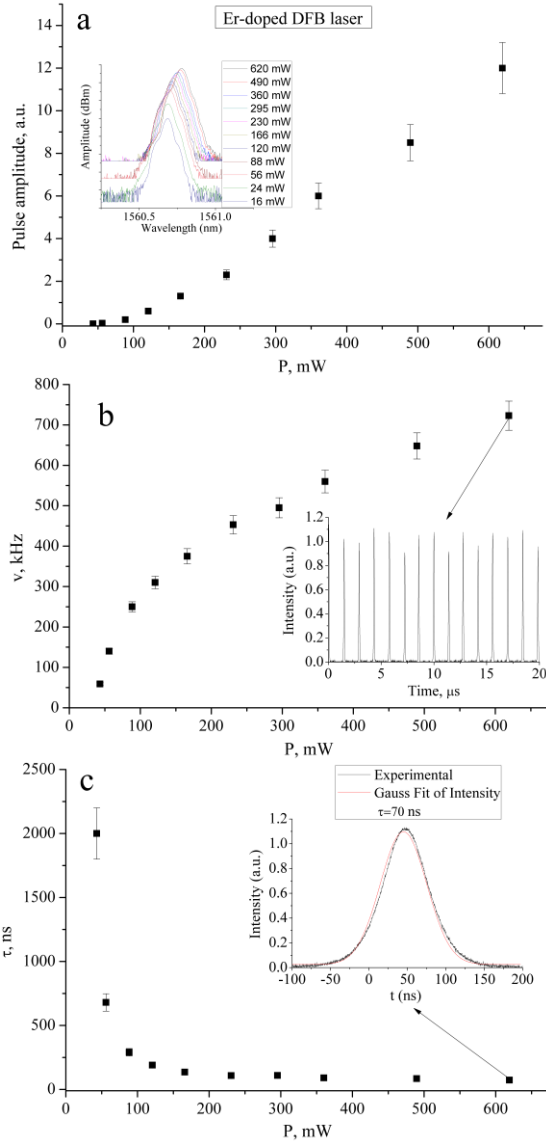 a
Er-doped DFB laser
Pulse amplitude, a.u.
14
12
10
8
6
4
2
0
0 100 200 300 400 500 600
P, mW
Amplitude (dBm)
1560.5 1561.0
Wavelength (nm)
620 mW
490 mW
360 mW
295 mW
230 mW
166 mW
120 mW
88 mW
56 mW
24 mW
16 mW
b
ν, kHz
800
700
600
500
400
300
200
100
0
0 100 200 300 400 500 600
P, mW
Intensity (a.u.)
1.2
1.0
0.8
0.6
0.4
0.2
0.0
0 5 10 15 20
Time, μs
c
τ, ns
2500
2000
1500
1000
500
0
0 100 200 300 400 500 600
P, mW
Experimental
Gauss Fit of Intensity
τ=70 ns
Intensity (a.u.)
1.2
1.0
0.8
0.6
0.4
0.2
0.0
-100 -50 0 50 100 150 200
t (ns)